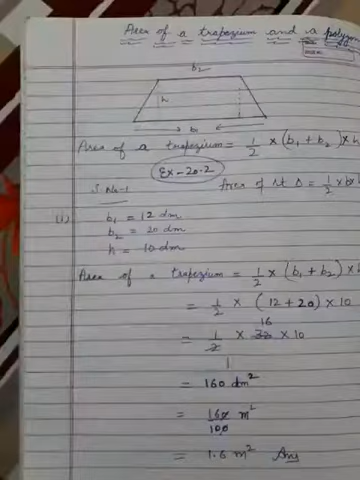 Area of a trapezium and a polygon
b₂
h
b₁
Area of a trapezium = 1/2 × (b₁ + b₂) × h
Ex - 20.2
S.No-1 Area of rt Δ = 1/2 × b ×
(i) b₁ = 12 dm
b₂ = 20 dm
h = 10 dm
Area of a trapezium = 1/2 × (b₁ + b₂) × h
= 1/2 × (12 + 20) × 10
16
= 1/2 × 32 × 10
1
= 160 dm²
= 160/100 m²
= 1.6 m² Ans